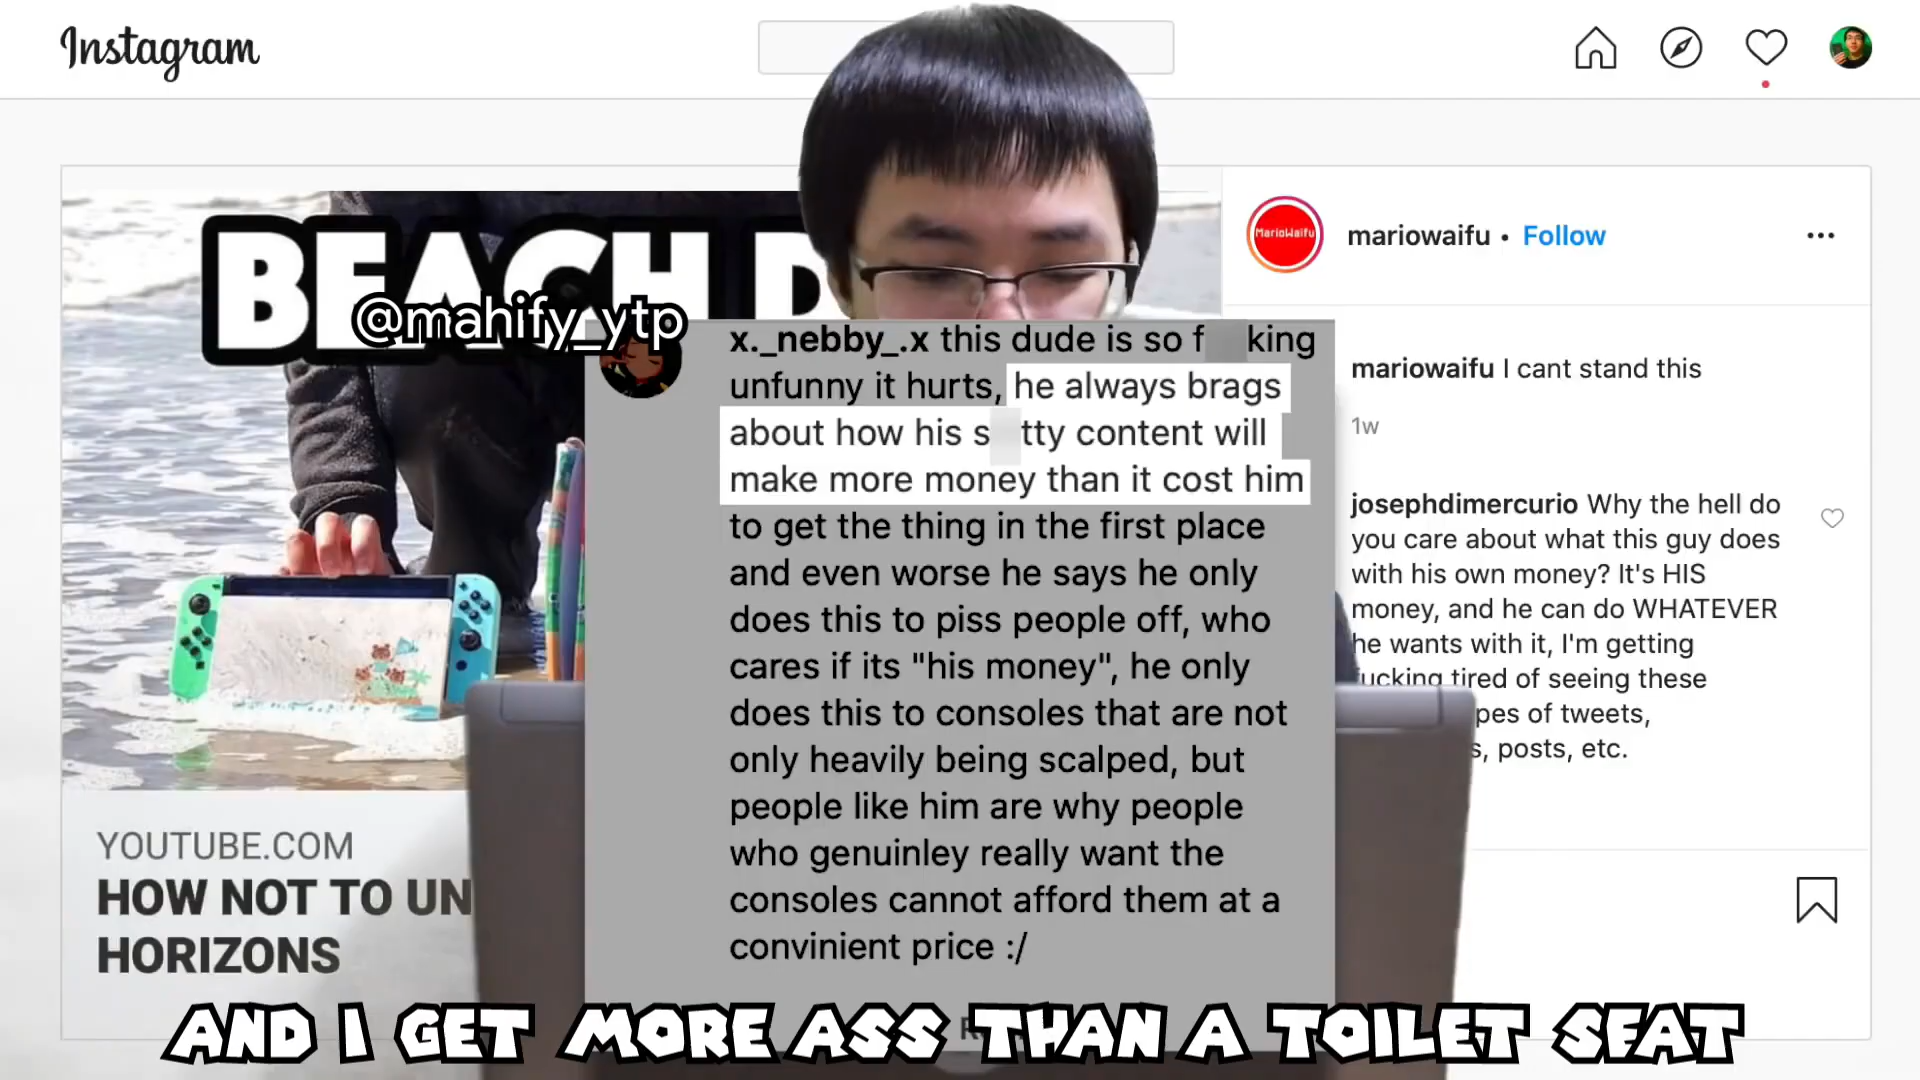 Instagram
BEACH D
@mahify_ytp
x._nebby_.x this dude is so f king
unfunny it hurts, he always brags
about how his s tty content will
make more money than it cost him
to get the thing in the first place
and even worse he says he only
does this to piss people off, who
cares if its "his money", he only
does this to consoles that are not
only heavily being scalped, but
people like him are why people
who genuinley really want the
consoles cannot afford them at a
convinient price :/
MarioWaifu
mariowaifu • Follow
mariowaifu I cant stand this
1w
josephdimercurio Why the hell do
you care about what this guy does
with his own money? It's HIS
money, and he can do WHATEVER
he wants with it, I'm getting
fucking tired of seeing these
pes of tweets,
s, posts, etc.
YOUTUBE.COM
HOW NOT TO UN
HORIZONS
AND I GET MORE ASS THAN A TOILET SEAT